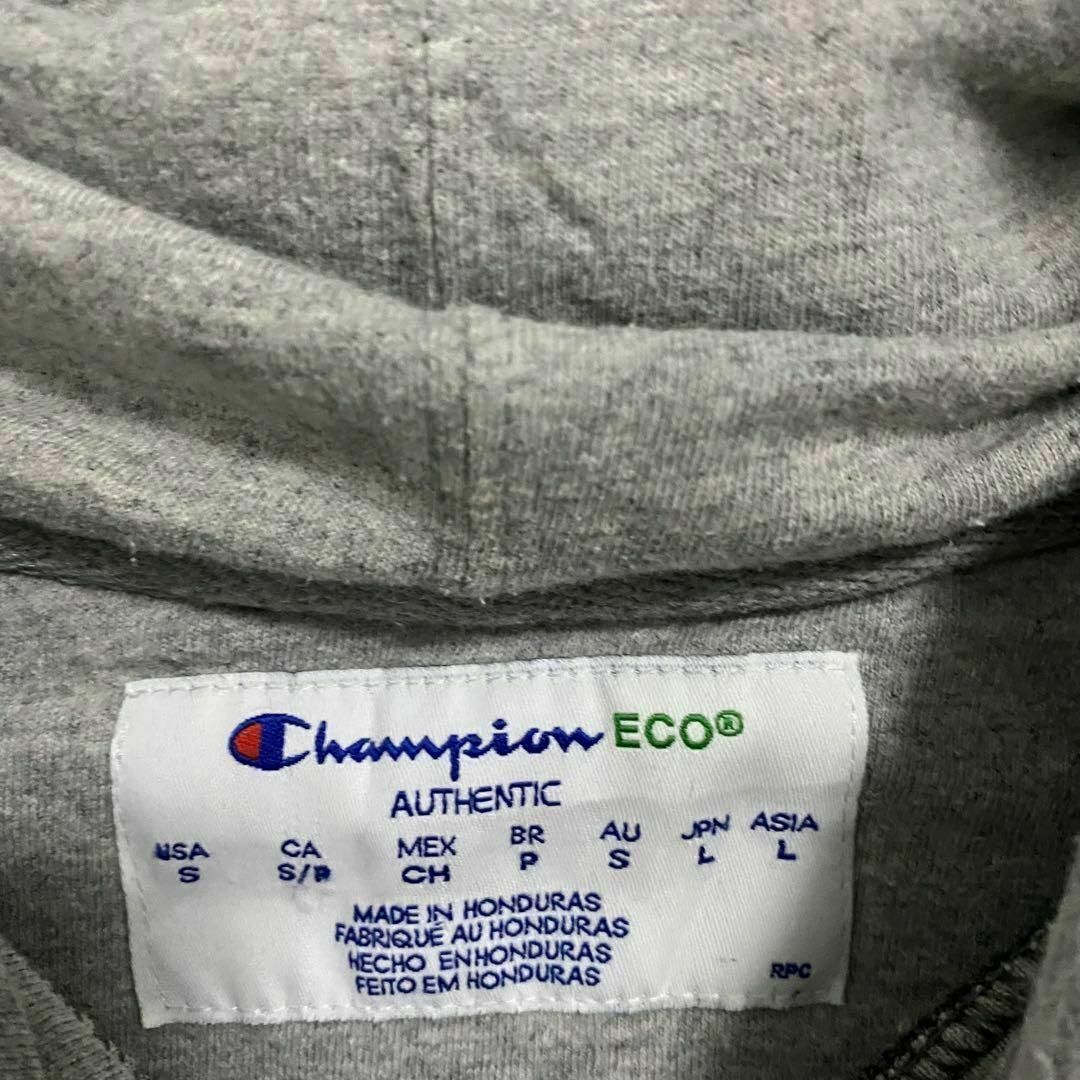 Champion ECO®
AUTHENTIC
USA CA MEX BR AU JPN ASIA
S S/P CH P S L L
MADE IN HONDURAS
FABRIQUÉ AU HONDURAS
HECHO EN HONDURAS
FEITO EM HONDURAS
RPC